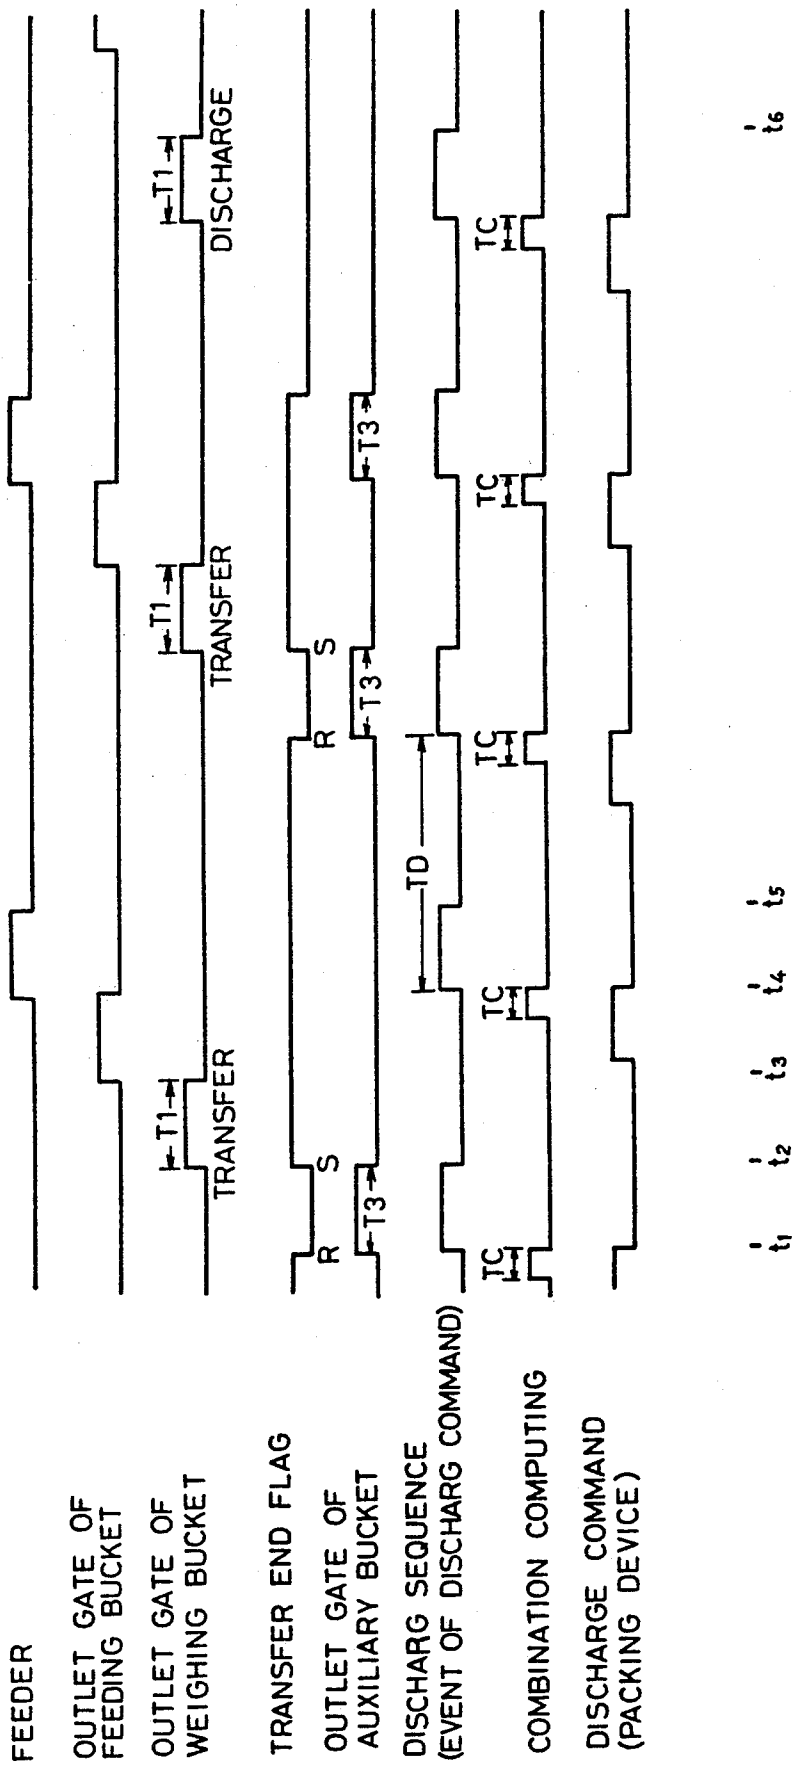 FEEDER
OUTLET GATE OF
FEEDING BUCKET
OUTLET GATE OF
WEIGHING BUCKET
T1
TRANSFER
T1
TRANSFER
T1
DISCHARGE
TRANSFER END FLAG
R
S
R
S
OUTLET GATE OF
AUXILIARY BUCKET
T3
T3
T3
DISCHARG SEQUENCE
(EVENT OF DISCHARG COMMAND)
TD
COMBINATION COMPUTING
TC
TC
TC
TC
TC
DISCHARGE COMMAND
(PACKING DEVICE)
t1
t2
t3
t4
t5
t6